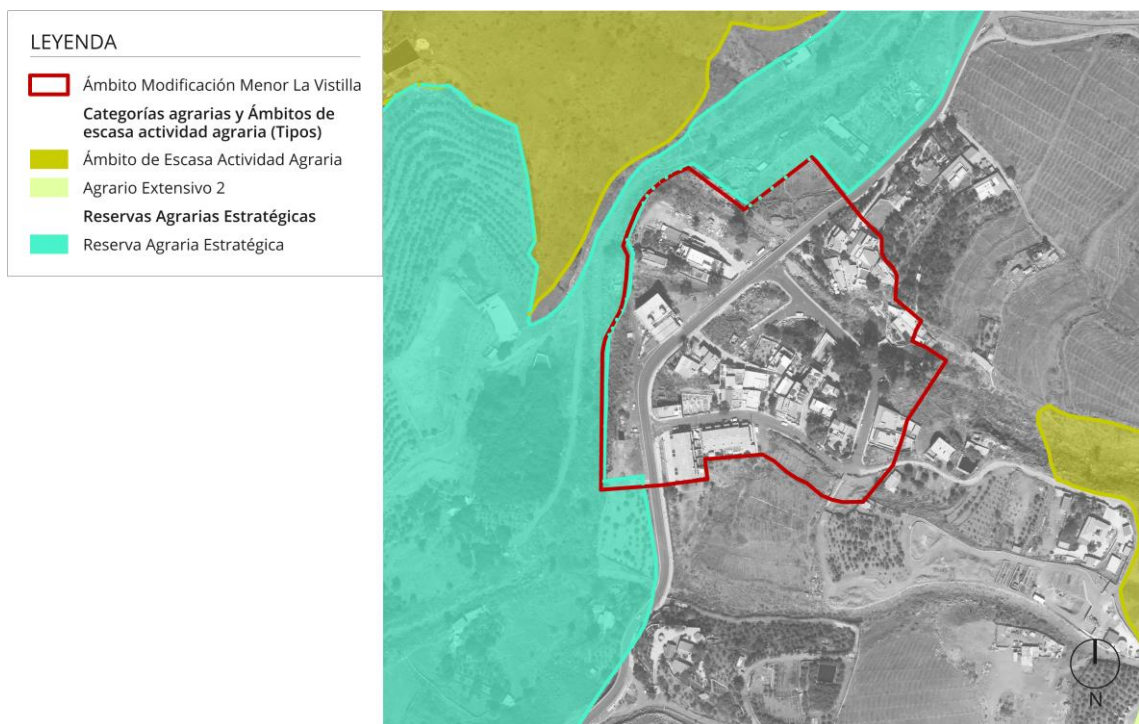 LEYENDA
Ámbito Modificación Menor La Vistilla
Categorías agrarias y Ámbitos de
escasa actividad agraria (Tipos)
Ámbito de Escasa Actividad Agraria
Agrario Extensivo 2
Reservas Agrarias Estratégicas
Reserva Agraria Estratégica
N